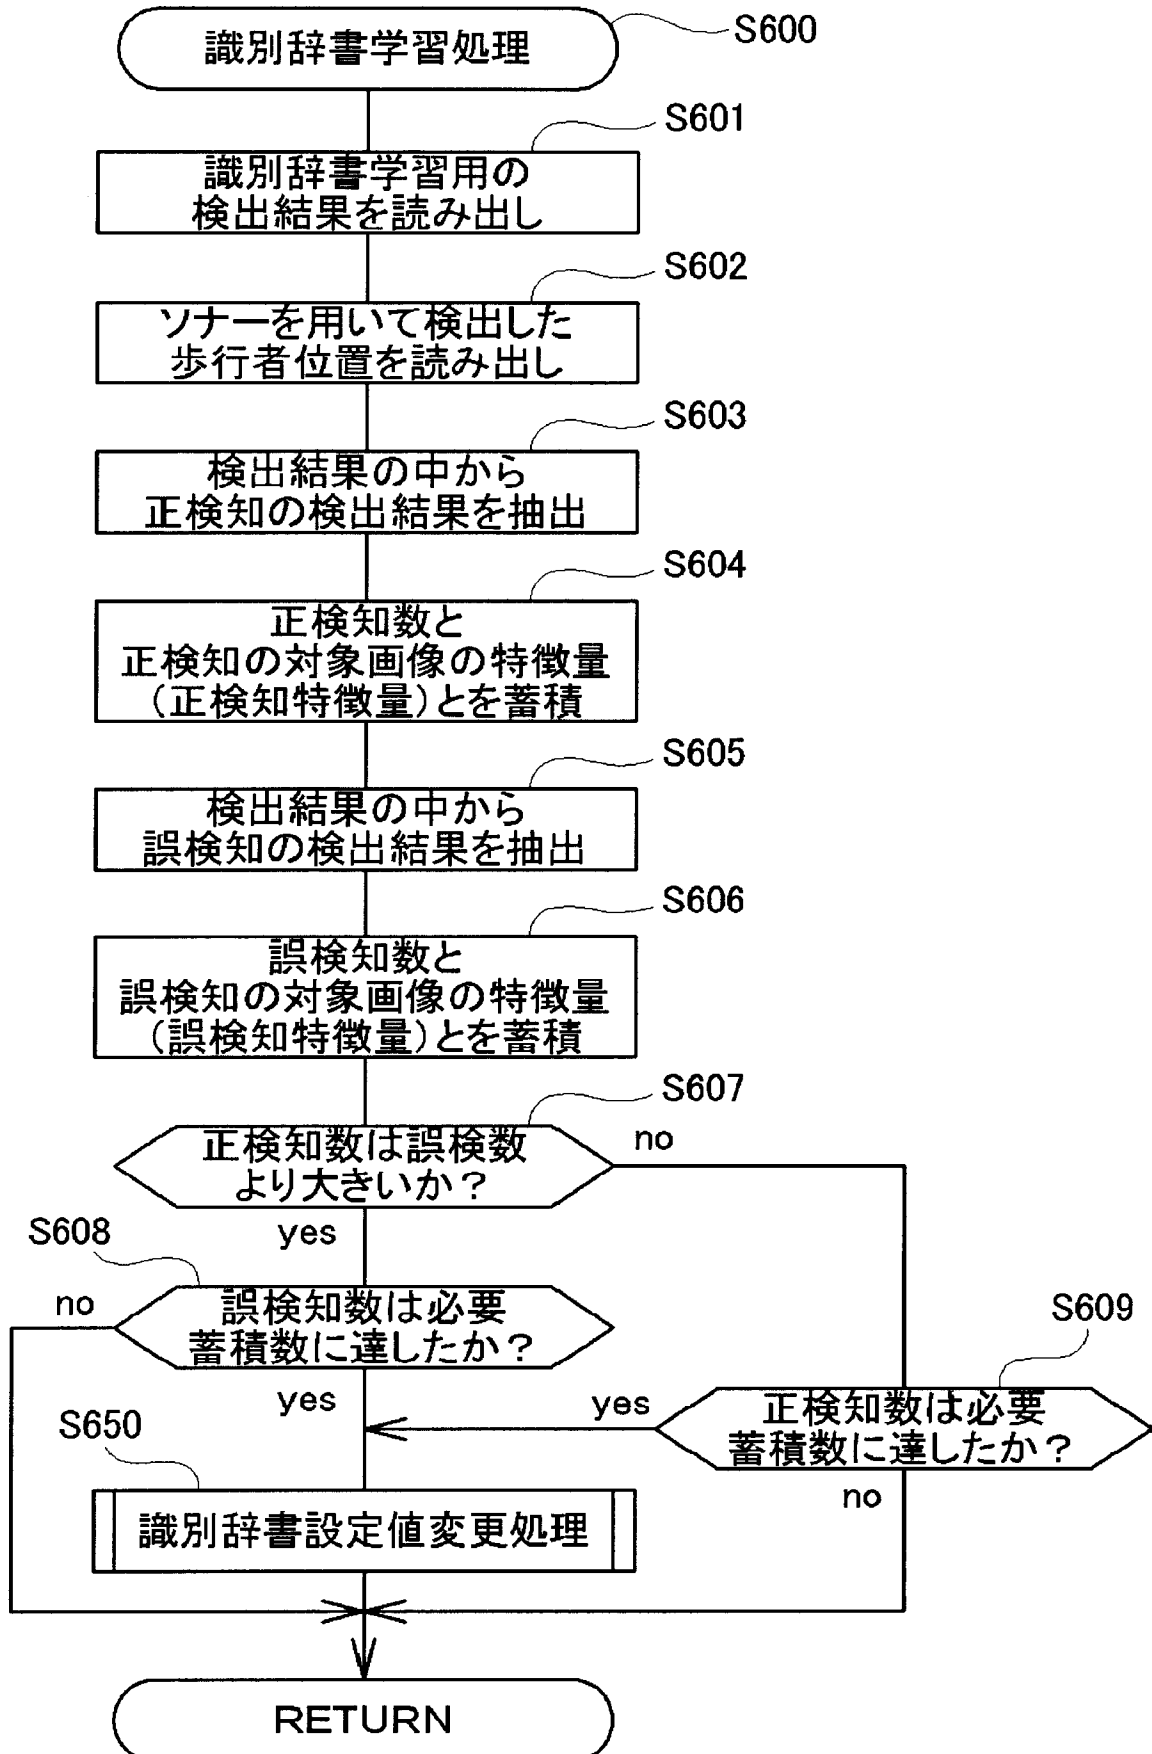 識別辞書学習処理
S600
S601
識別辞書学習用の
検出結果を読み出し
S602
ソナーを用いて検出した
歩行者位置を読み出し
S603
検出結果の中から
正検知の検出結果を抽出
S604
正検知数と
正検知の対象画像の特徴量
(正検知特徴量)とを蓄積
S605
検出結果の中から
誤検知の検出結果を抽出
S606
誤検知数と
誤検知の対象画像の特徴量
(誤検知特徴量)とを蓄積
S607
正検知数は誤検数
より大きいか?
no
yes
S608
no
誤検知数は必要
蓄積数に達したか?
yes
S609
正検知数は必要
蓄積数に達したか?
yes
no
S650
識別辞書設定値変更処理
RETURN